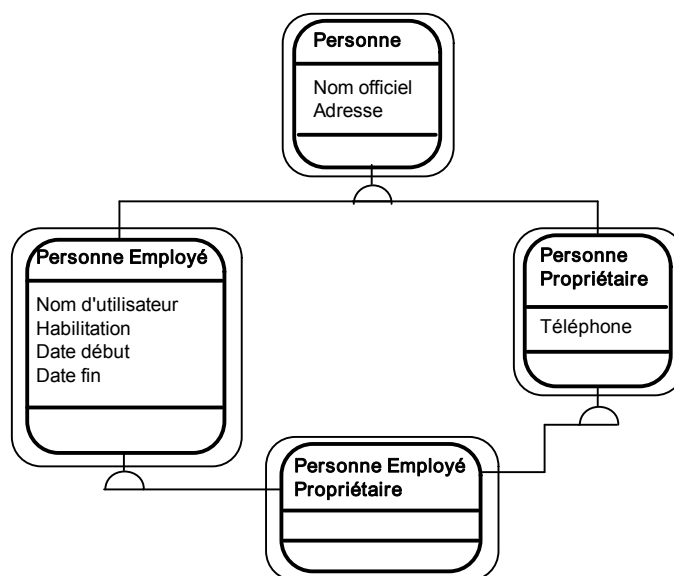 Personne
Nom officiel
Adresse
Personne Employé
Nom d'utilisateur
Habilitation
Date début
Date fin
Personne
Propriétaire
Téléphone
Personne Employé
Propriétaire